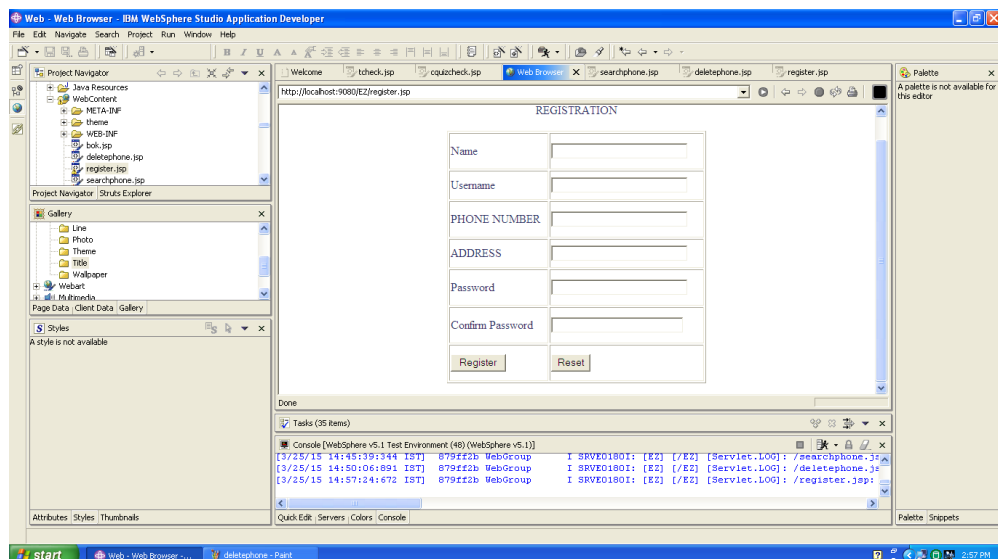 Web - Web Browser - IBM WebSphere Studio Application Developer
File Edit Navigate Search Project Run Window Help
B I U
Project Navigator
Java Resources
WebContent
META-INF
theme
WEB-INF
bok.jsp
deletephone.jsp
register.jsp
searchphone.jsp
Project Navigator Struts Explorer
Gallery
Line
Photo
Theme
Title
Wallpaper
Webart
Multimedia
Page Data Client Data Gallery
Styles
A style is not available
Attributes Styles Thumbnails
Welcome tcheck.jsp cquizcheck.jsp Web Browser searchphone.jsp deletephone.jsp register.jsp
http://localhost:9080/EZ/register.jsp
REGISTRATION
Name
Username
PHONE NUMBER
ADDRESS
Password
Confirm Password
Register Reset
Done
Tasks (35 items)
Console [WebSphere v5.1 Test Environment (48) (WebSphere v5.1)]
[3/25/15 14:45:39:344 IST] 879ff2b WebGroup I SRVE0180I: [EZ] [/EZ] [Servlet.LOG]: /searchphone.js
[3/25/15 14:50:06:891 IST] 879ff2b WebGroup I SRVE0180I: [EZ] [/EZ] [Servlet.LOG]: /deletephone.js
[3/25/15 14:57:24:672 IST] 879ff2b WebGroup I SRVE0180I: [EZ] [/EZ] [Servlet.LOG]: /register.jsp:
Quick Edit Servers Colors Console
Palette
A palette is not available for
this editor
Palette Snippets
start Web - Web Browser -... deletephone - Paint 2:57 PM